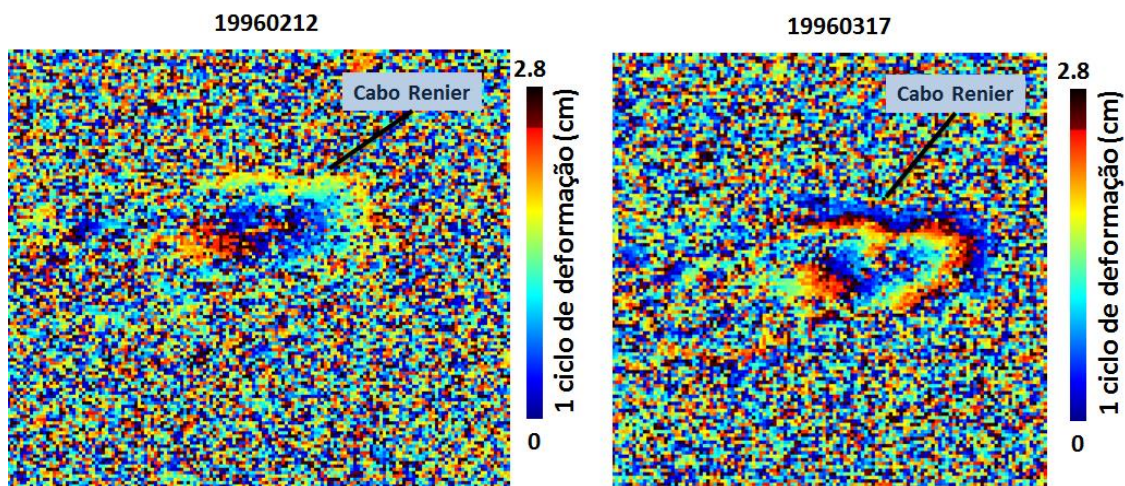 19960212
Cabo Renier
2.8
1 ciclo de deformação (cm)
0
19960317
Cabo Renier
2.8
1 ciclo de deformação (cm)
0